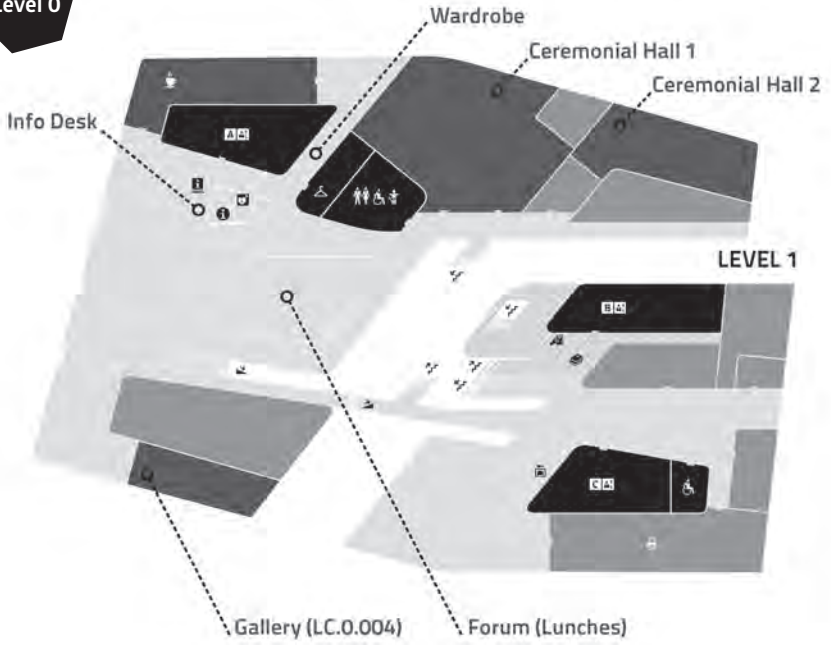 Level 0
Wardrobe
Ceremonial Hall 1
Ceremonial Hall 2
Info Desk
A
i
i
LEVEL 1
B
C
Gallery (LC.0.004)
Forum (Lunches)